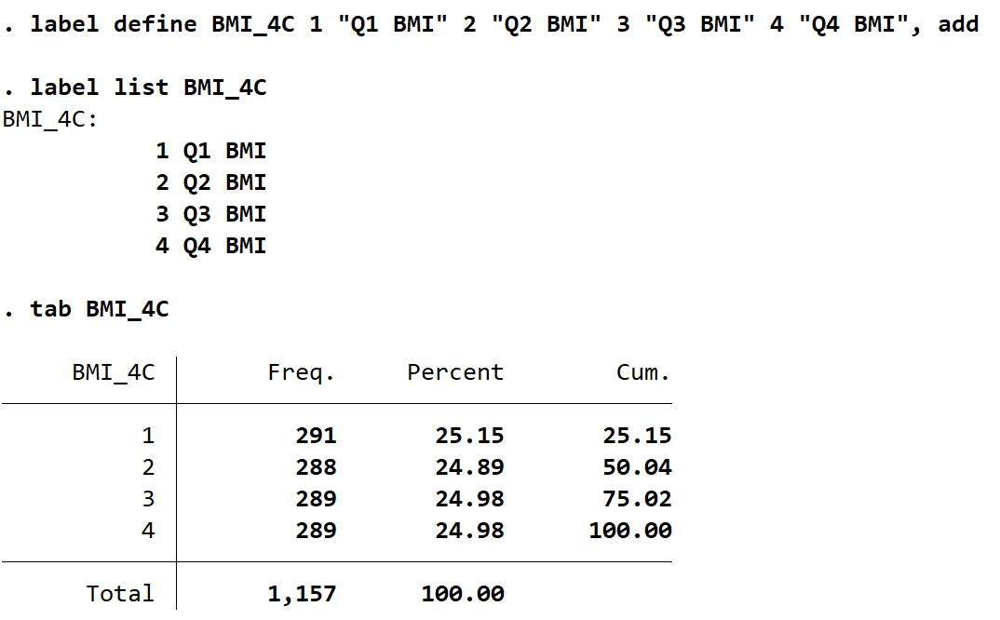 . label define BMI_4C 1 "Q1 BMI" 2 "Q2 BMI" 3 "Q3 BMI" 4 "Q4 BMI", add
. label list BMI_4C
BMI_4C:
1 Q1 BMI
2 Q2 BMI
3 Q3 BMI
4 Q4 BMI
. tab BMI_4C
BMI_4C Freq. Percent Cum.
1 291 25.15 25.15
2 288 24.89 50.04
3 289 24.98 75.02
4 289 24.98 100.00
Total 1,157 100.00